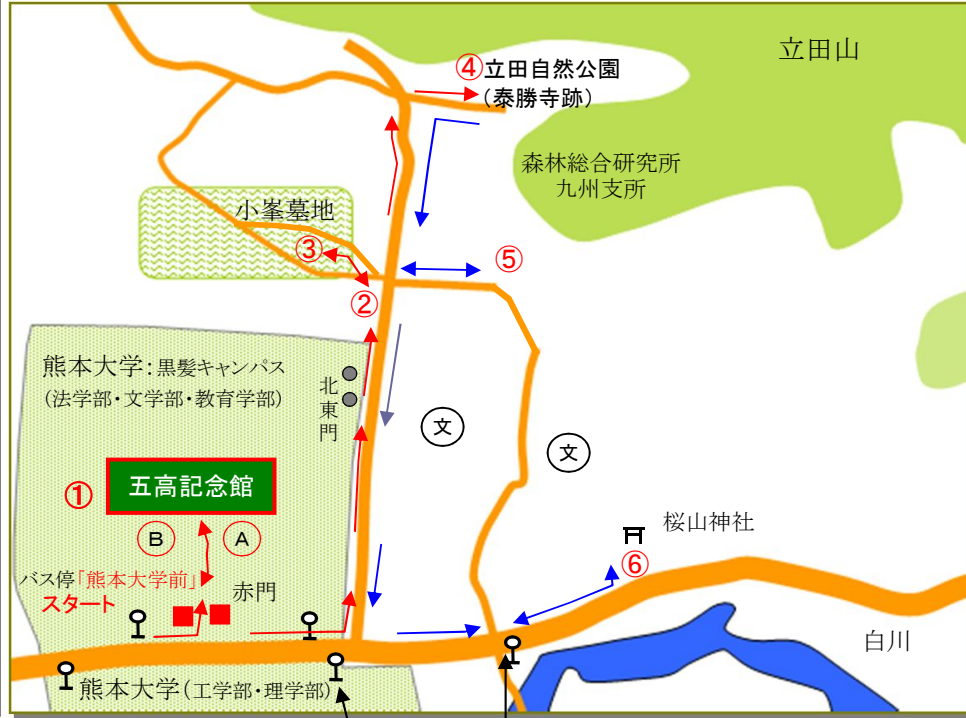 立田山
④立田自然公園
(泰勝寺跡)
森林総合研究所
九州支所
小峯墓地
③
⑤
②
熊本大学:黒髪キャンパス
(法学部・文学部・教育学部)
北東門
文
文
①
五高記念館
B
A
桜山神社
⑥
バス停「熊本大学前」
スタート
赤門
白川
熊本大学(工学部・理学部)